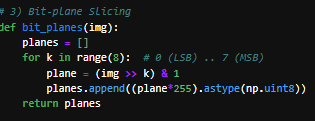 # 3) Bit-plane Slicing
def bit_planes(img):
    planes = []
    for k in range(8):  # 0 (LSB) .. 7 (MSB)
        plane = (img >> k) & 1
        planes.append((plane*255).astype(np.uint8))
    return planes